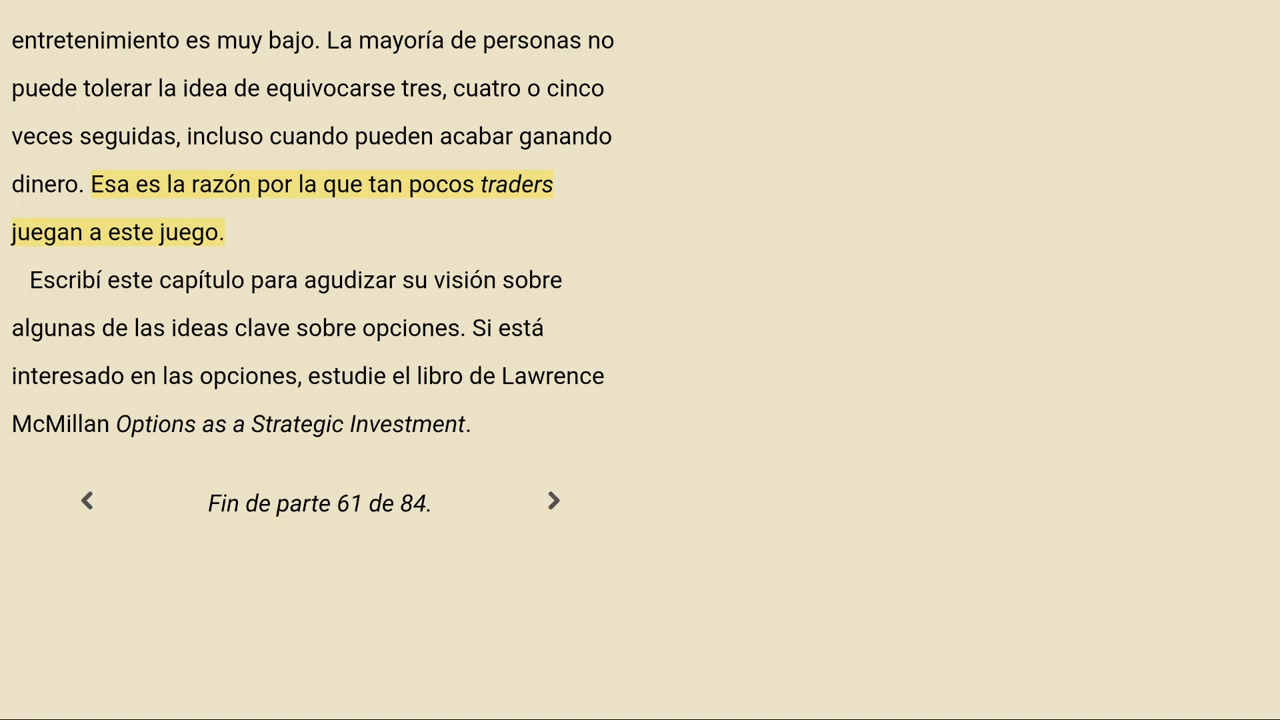 entretenimiento es muy bajo. La mayoría de personas no
puede tolerar la idea de equivocarse tres, cuatro o cinco
veces seguidas, incluso cuando pueden acabar ganando
dinero. Esa es la razón por la que tan pocos traders
juegan a este juego.
Escribí este capítulo para agudizar su visión sobre
algunas de las ideas clave sobre opciones. Si está
interesado en las opciones, estudie el libro de Lawrence
McMillan Options as a Strategic Investment.
Fin de parte 61 de 84.